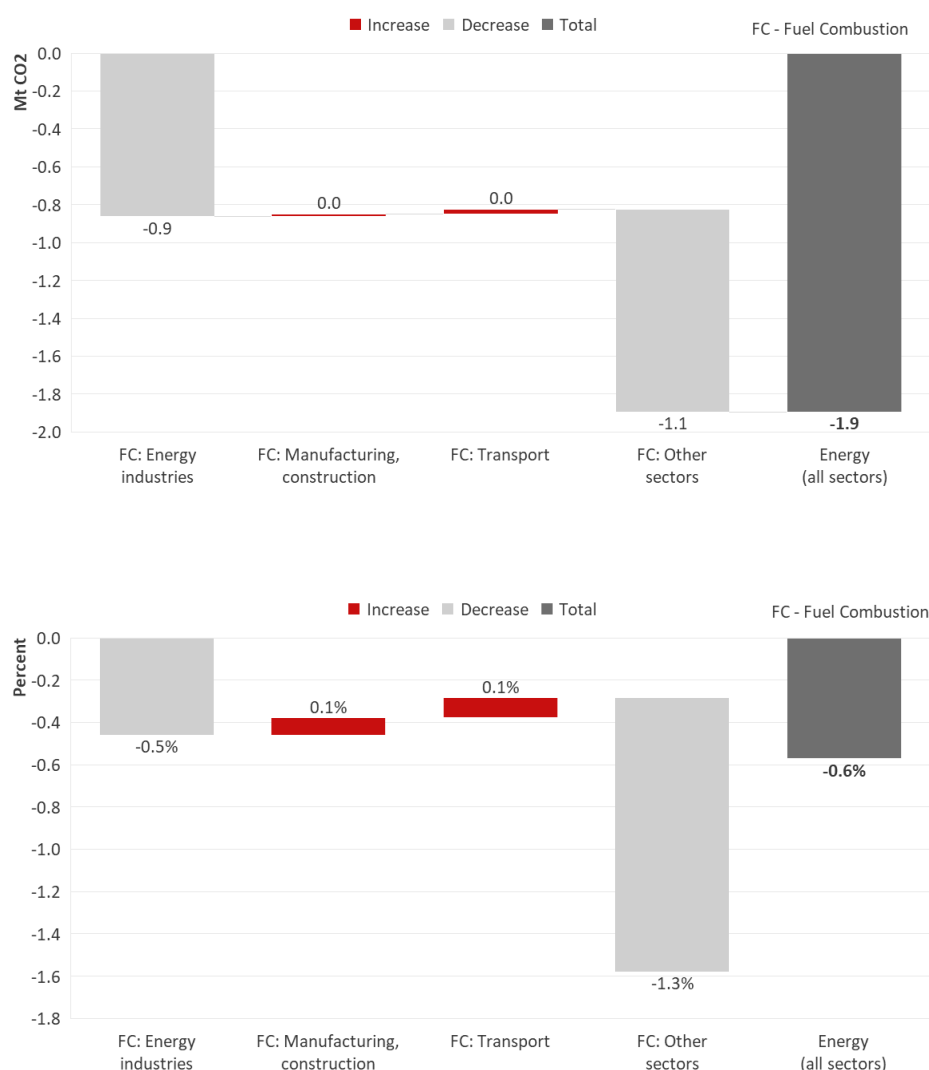 Increase Decrease Total
FC - Fuel Combustion
Mt CO2
0.0
-0.2
-0.4
-0.6
-0.8
-1.0
-1.2
-1.4
-1.6
-1.8
-2.0
-0.9
0.0
0.0
-1.1
-1.9
FC: Energy
industries
FC: Manufacturing,
construction
FC: Transport
FC: Other
sectors
Energy
(all sectors)
Increase Decrease Total
FC - Fuel Combustion
Percent
0.0
-0.2
-0.4
-0.6
-0.8
-1.0
-1.2
-1.4
-1.6
-1.8
-0.5%
0.1%
0.1%
-1.3%
-0.6%
FC: Energy
industries
FC: Manufacturing,
construction
FC: Transport
FC: Other
sectors
Energy
(all sectors)